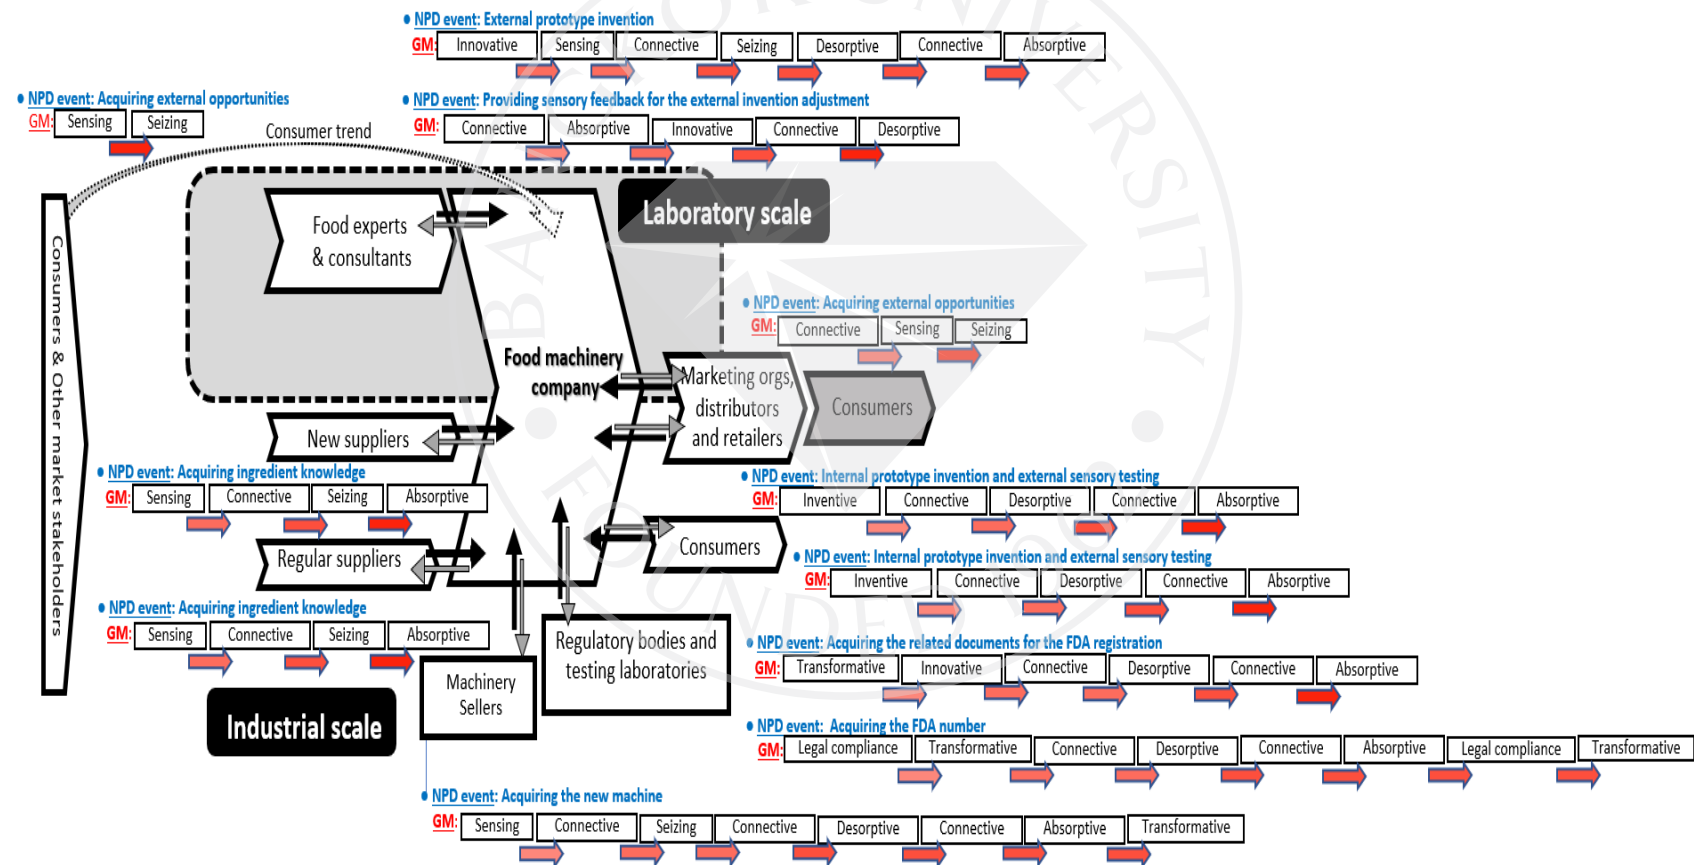 • NPD event: External prototype invention
GM: Innovative Sensing Connective Seizing Desorptive Connective Absorptive
• NPD event: Acquiring external opportunities
GM: Sensing Seizing
• NPD event: Providing sensory feedback for the external invention adjustment
GM: Connective Absorptive Innovative Connective Desorptive
Consumer trend
Consumers & Other market stakeholders
Food experts
& consultants
Laboratory scale
• NPD event: Acquiring external opportunities
GM: Connective Sensing Seizing
Food machinery
company
Marketing orgs,
distributors
and retailers
Consumers
New suppliers
• NPD event: Acquiring ingredient knowledge
GM: Sensing Connective Seizing Absorptive
• NPD event: Internal prototype invention and external sensory testing
GM: Inventive Connective Desorptive Connective Absorptive
Regular suppliers
Consumers
• NPD event: Internal prototype invention and external sensory testing
GM: Inventive Connective Desorptive Connective Absorptive
• NPD event: Acquiring ingredient knowledge
GM: Sensing Connective Seizing Absorptive
Regulatory bodies and
testing laboratories
• NPD event: Acquiring the related documents for the FDA registration
GM: Transformative Innovative Connective Desorptive Connective Absorptive
Machinery
Sellers
Industrial scale
• NPD event: Acquiring the FDA number
GM: Legal compliance Transformative Connective Desorptive Connective Absorptive Legal compliance Transformative
• NPD event: Acquiring the new machine
GM: Sensing Connective Seizing Connective Desorptive Connective Absorptive Transformative
UNIVERSITY
FOUNDED